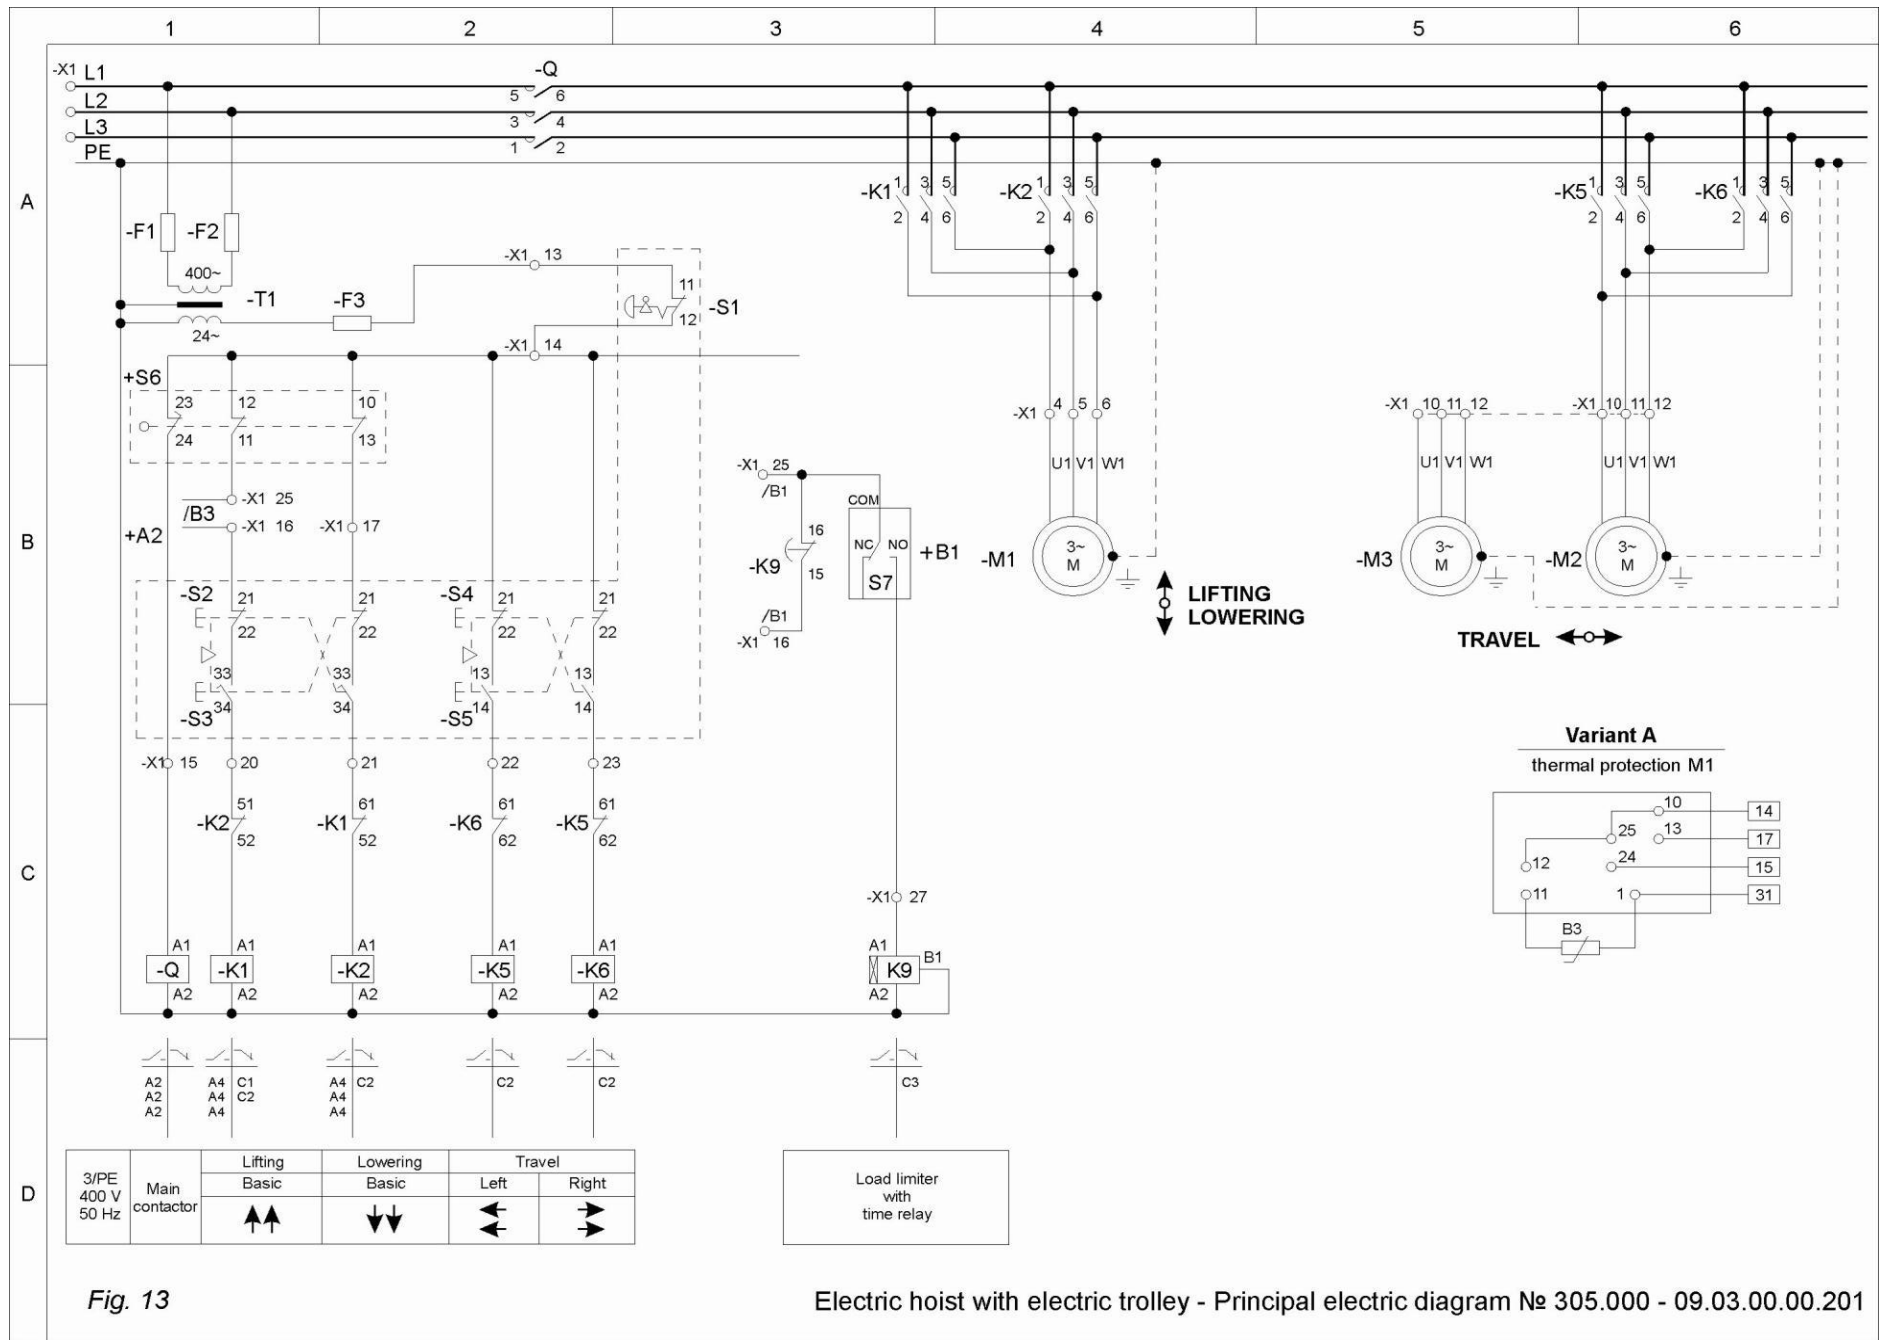 1 2 3 4 5 6
-X1 L1 -Q
5 6
L2
3 4
L3
1 2
PE
A
-K1 1 3 5 -K2 1 3 5 -K5 1 3 5 -K6 1 3 5
2 4 6 2 4 6 2 4 6 2 4 6
-F1 -F2
-X1 13
400~
-T1 -F3
11
-S1
12
24~
-X1 14
+S6
23 12 10
24 11 13
-X1 4 5 6 -X1 10 11 12 -X1 10 11 12
U1 V1 W1 U1 V1 W1 U1 V1 W1
-X1 25
/B1
-X1 25
/B3
-X1 16 -X1 17
+A2
B
COM
16
NC NO
+B1
-K9
15
S7
-M1 3~
M
-M3 3~
M
-M2 3~
M
-S2 21 21 -S4 21 21
22 22 22 22
/B1
-X1 16
LIFTING
LOWERING
TRAVEL
33 33 13 13
34 34 14 14
-S3 -S5
-X1 15 20 21 22 23
51 61 61 61
-K2 -K1 -K6 -K5
52 52 62 62
C
Variant A
thermal protection M1
10 14
25 13 17
12 24 15
11 1 31
B3
-X1 27
A1 A1 A1 A1 A1 A1 B1
-Q -K1 -K2 -K5 -K6 K9
A2 A2 A2 A2 A2 A2
A2 A4 C1 A4 C2 C2 C2 C3
A2 A4 C2 A4
A2 A4 A4
D
3/PE
400 V
50 Hz
Main
contactor
Lifting Lowering Travel
Basic Basic Left Right
Load limiter
with
time relay
Fig. 13
Electric hoist with electric trolley - Principal electric diagram № 305.000 - 09.03.00.00.201